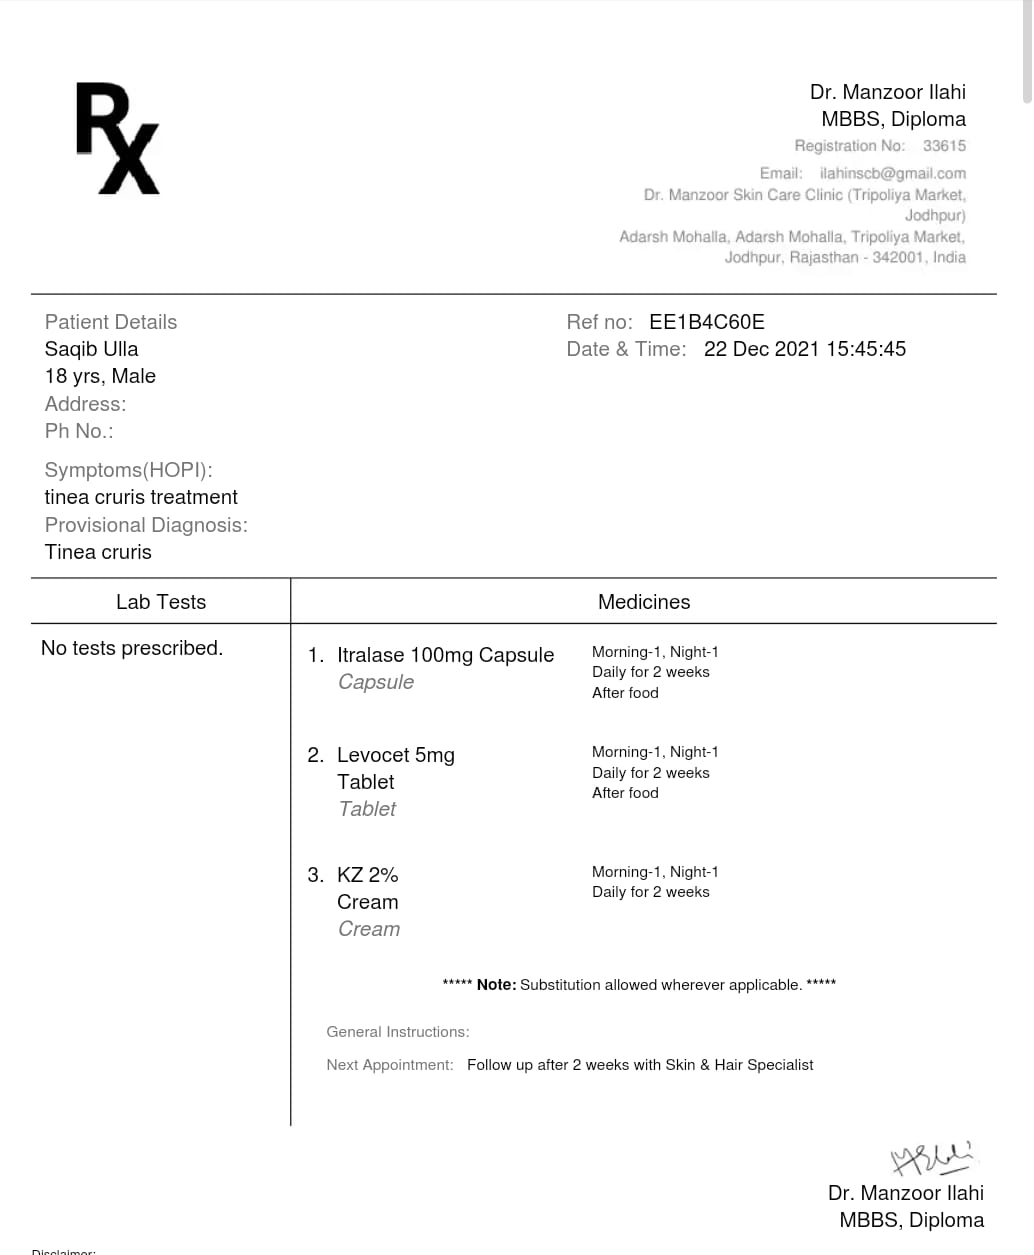 Rx
Dr. Manzoor Ilahi
MBBS, Diploma
Registration No: 33615
Email: ilahinscb@gmail.com
Dr. Manzoor Skin Care Clinic (Tripoliya Market,
Jodhpur)
Adarsh Mohalla, Adarsh Mohalla, Tripoliya Market,
Jodhpur, Rajasthan - 342001, India
Patient Details
Saqib Ulla
18 yrs, Male
Address:
Ph No.:
Ref no: EE1B4C60E
Date & Time: 22 Dec 2021 15:45:45
Symptoms(HOPI):
tinea cruris treatment
Provisional Diagnosis:
Tinea cruris
Lab Tests
No tests prescribed.
Medicines
1. Itralase 100mg Capsule
Capsule
Morning-1, Night-1
Daily for 2 weeks
After food
2. Levocet 5mg
Tablet
Tablet
Morning-1, Night-1
Daily for 2 weeks
After food
3. KZ 2%
Cream
Cream
Morning-1, Night-1
Daily for 2 weeks
***** Note: Substitution allowed wherever applicable. *****
General Instructions:
Next Appointment: Follow up after 2 weeks with Skin & Hair Specialist
Dr. Manzoor Ilahi
MBBS, Diploma
Disclaimer: